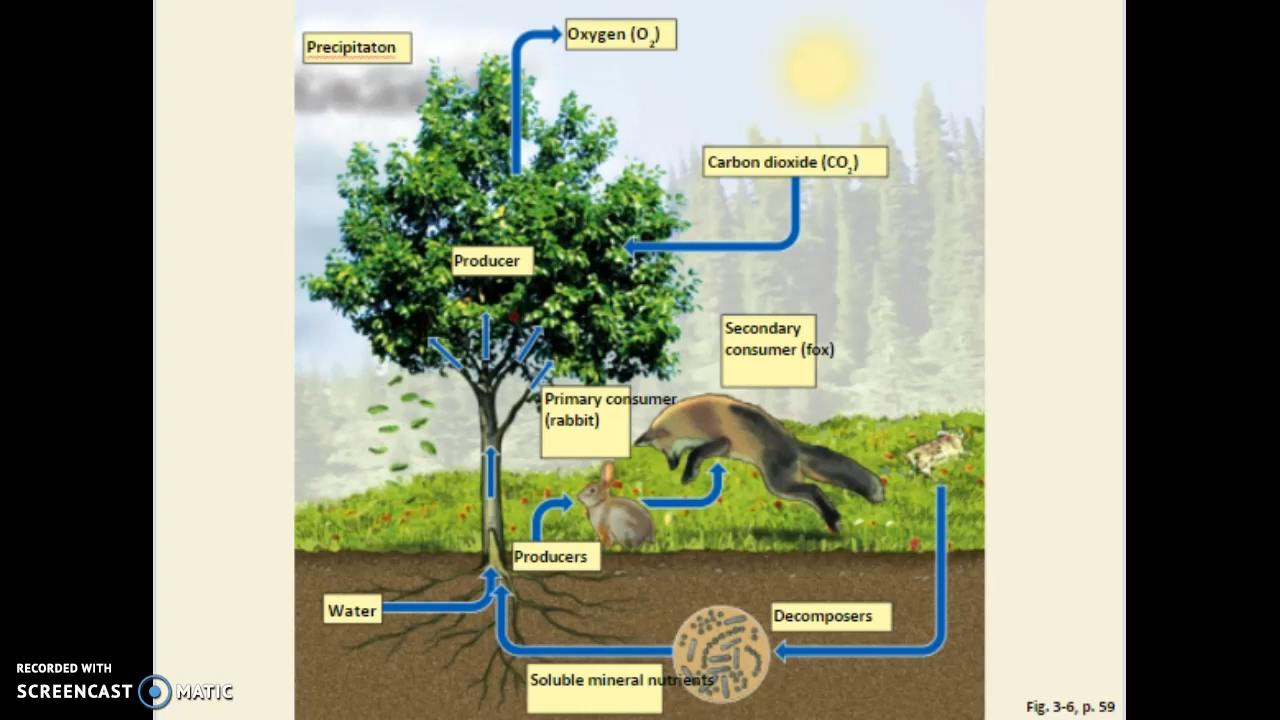 Oxygen (O2)
Precipitaton
Carbon dioxide (CO2)
Producer
Secondary
consumer (fox)
Primary consumer
(rabbit)
Producers
Water
Decomposers
Soluble mineral nutrients
RECORDED WITH
SCREENCAST MATIC
Fig. 3-6, p. 59